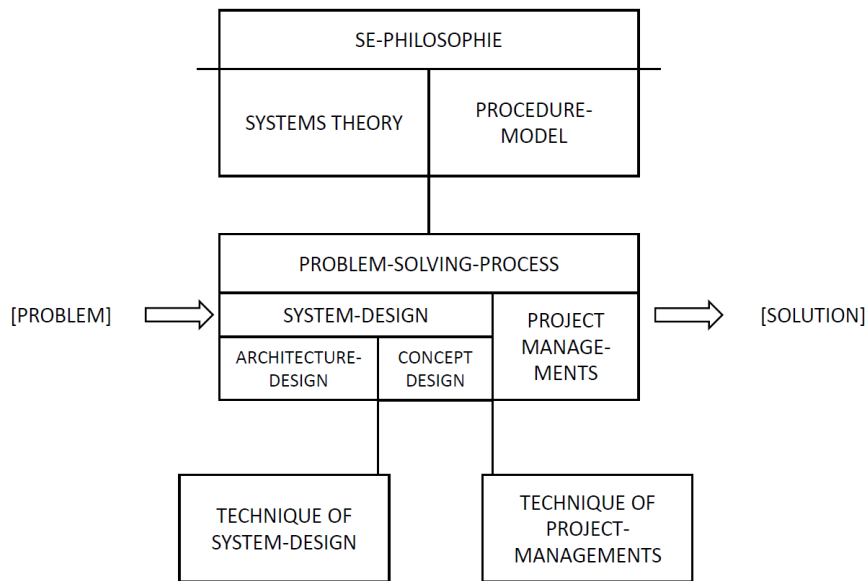 SE-PHILOSOPHIE
SYSTEMS THEORY
PROCEDURE-
MODEL
PROBLEM-SOLVING-PROCESS
[PROBLEM]
SYSTEM-DESIGN
ARCHITECTURE-
DESIGN
CONCEPT
DESIGN
PROJECT
MANAGE-
MENTS
[SOLUTION]
TECHNIQUE OF
SYSTEM-DESIGN
TECHNIQUE OF
PROJECT-
MANAGEMENTS